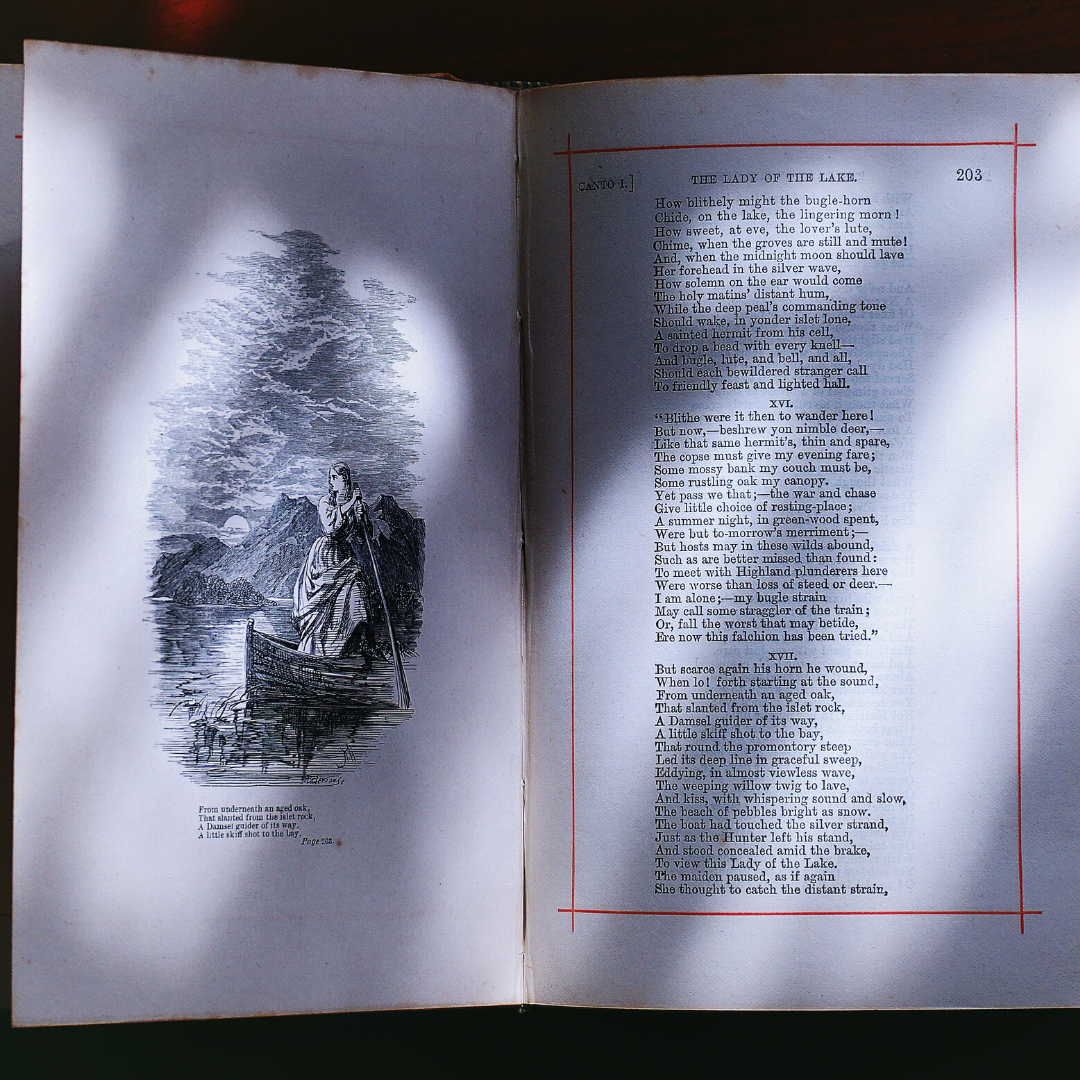 From underneath an aged oak,
That slanted from the islet rock,
A Damsel guider of its way,
A little skiff shot to the bay.
Page 203.
CANTO I.] THE LADY OF THE LAKE. 203
How blithely might the bugle-horn
Chide, on the lake, the lingering morn!
How sweet, at eve, the lover's lute,
Chime, when the groves are still and mute!
And, when the midnight moon should lave
Her forehead in the silver wave,
How solemn on the ear would come
The holy matins' distant hum,
While the deep peal's commanding tone
Should wake, in yonder islet lone,
A sainted hermit from his cell,
To drop a bead with every knell—
And bugle, lute, and bell, and all,
Should each bewildered stranger call
To friendly feast and lighted hall.
XVI.
"Blithe were it then to wander here!
But now,—beshrew yon nimble deer,—
Like that same hermit's, thin and spare,
The copse must give my evening fare;
Some mossy bank my couch must be,
Some rustling oak my canopy.
Yet pass we that;—the war and chase
Give little choice of resting-place;
A summer night, in green-wood spent,
Were but to-morrow's merriment;—
But hosts may in these wilds abound,
Such as are better missed than found:
To meet with Highland plunderers here
Were worse than loss of steed or deer.—
I am alone;—my bugle strain
May call some straggler of the train;
Or, fall the worst that may betide,
Ere now this falchion has been tried."
XVII.
But scarce again his horn he wound,
When lo! forth starting at the sound,
From underneath an aged oak,
That slanted from the islet rock,
A Damsel guider of its way,
A little skiff shot to the bay,
That round the promontory steep
Led its deep line in graceful sweep,
Eddying, in almost viewless wave,
The weeping willow twig to lave,
And kiss, with whispering sound and slow,
The beach of pebbles bright as snow.
The boat had touched the silver strand,
Just as the Hunter left his stand,
And stood concealed amid the brake,
To view this Lady of the Lake.
The maiden paused, as if again
She thought to catch the distant strain,